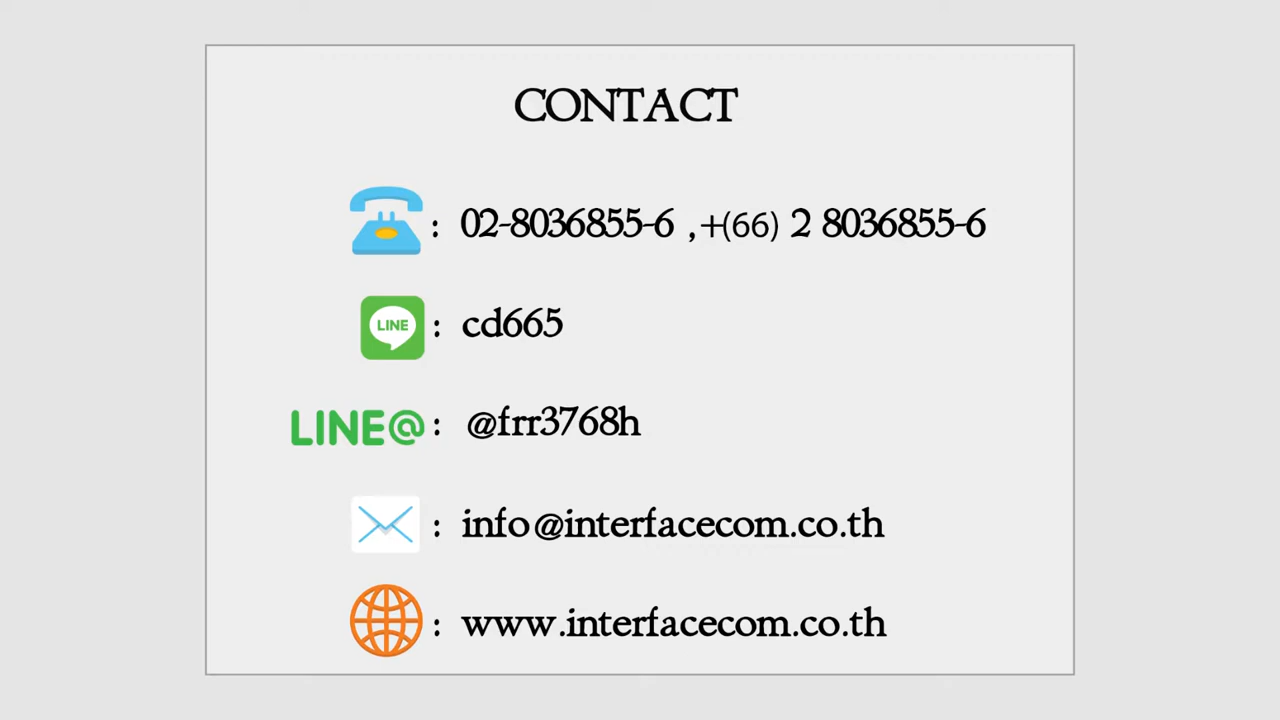 CONTACT
: 02-8036855-6 ,+(66) 2 8036855-6
LINE : cd665
LINE@ : @frr3768h
: info@interfacecom.co.th
: www.interfacecom.co.th